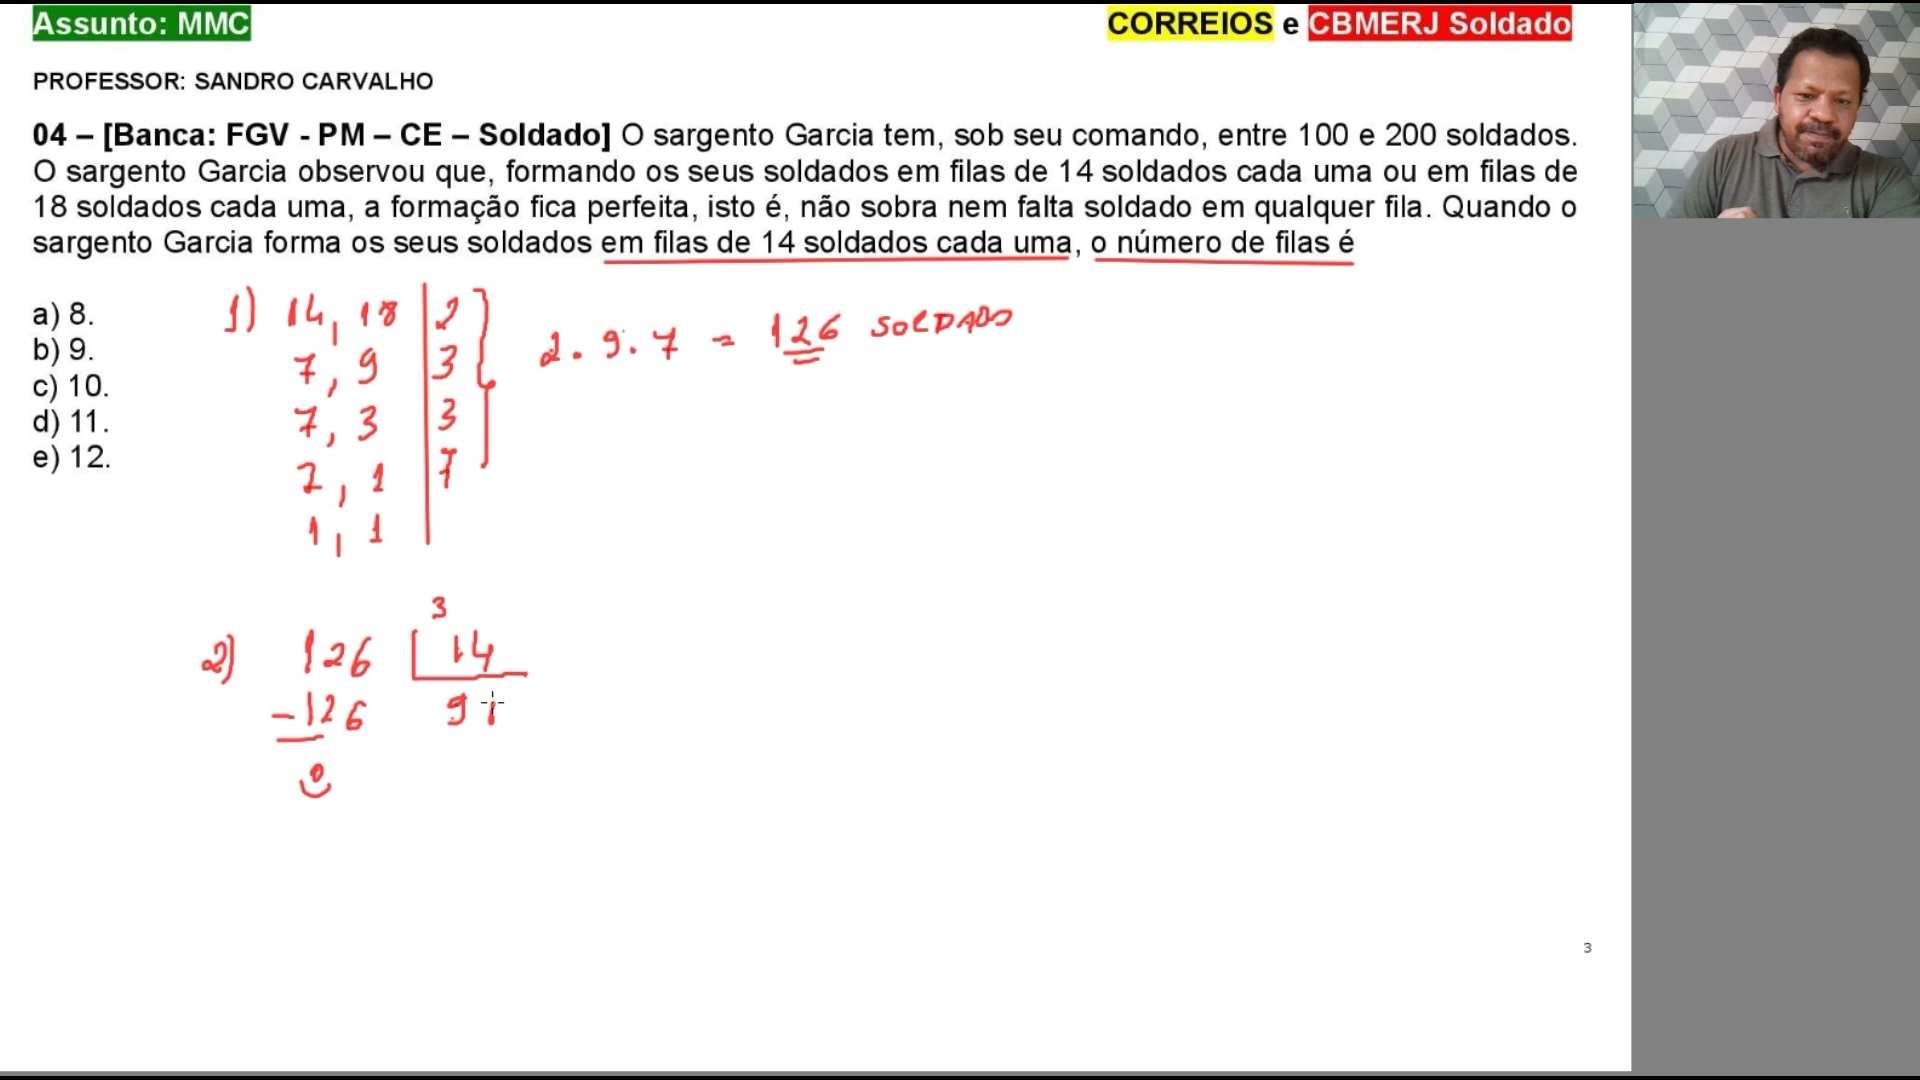 Assunto: MMC
CORREIOS e CBMERJ Soldado
PROFESSOR: SANDRO CARVALHO
04 – [Banca: FGV - PM – CE – Soldado] O sargento Garcia tem, sob seu comando, entre 100 e 200 soldados.
O sargento Garcia observou que, formando os seus soldados em filas de 14 soldados cada uma ou em filas de
18 soldados cada uma, a formação fica perfeita, isto é, não sobra nem falta soldado em qualquer fila. Quando o
sargento Garcia forma os seus soldados em filas de 14 soldados cada uma, o número de filas é
a) 8.
b) 9.
c) 10.
d) 11.
e) 12.
1) 14, 18 | 2
7, 9 | 3
7, 3 | 3
7, 1 | 7
1, 1
2 . 9 . 7 = 126 SOLDADO
3
2) 126 14
-126 9
0
3